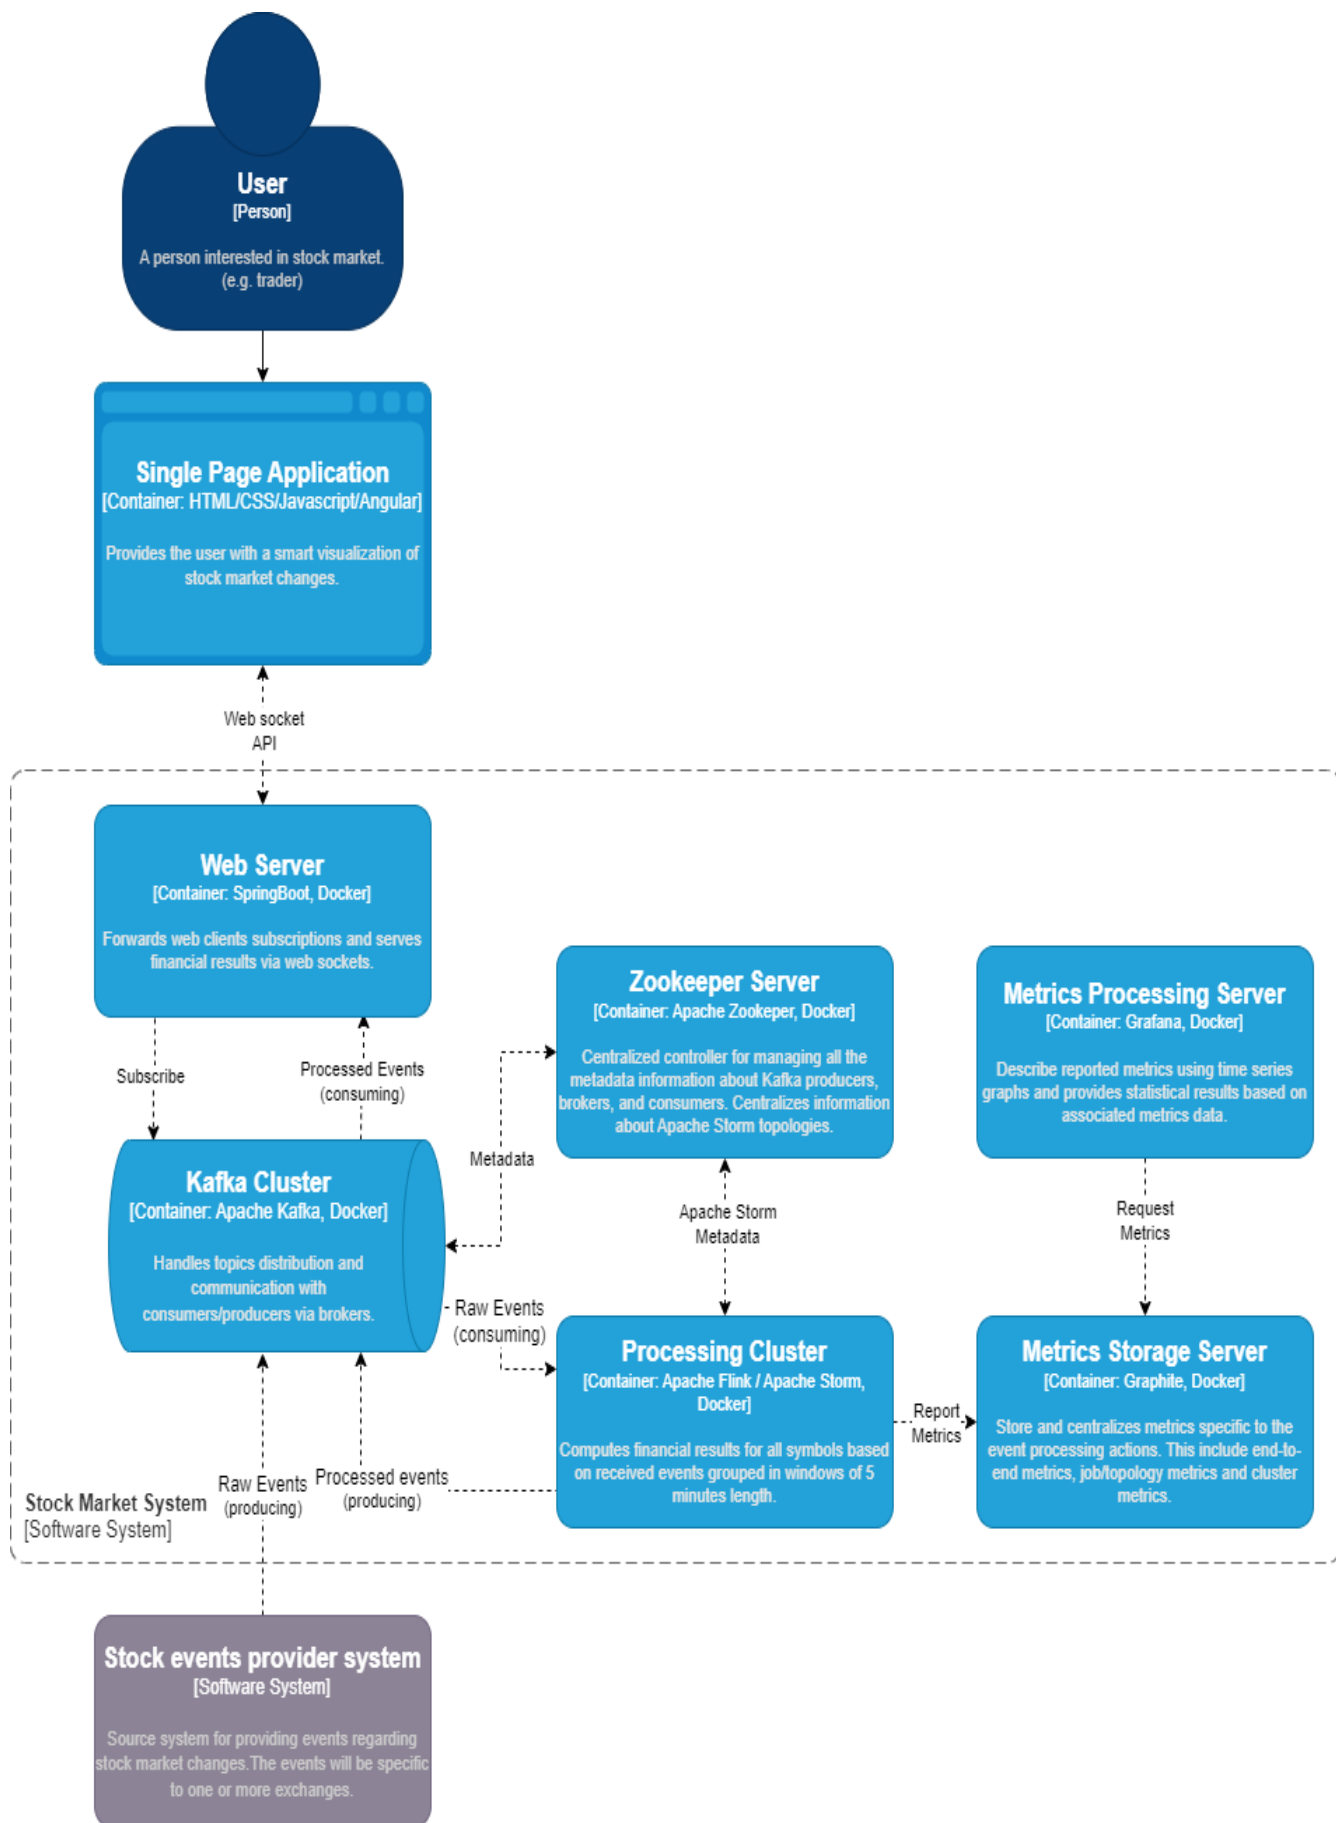 User
[Person]
A person interested in stock market.
(e.g. trader)
Single Page Application
[Container: HTML/CSS/Javascript/Angular]
Provides the user with a smart visualization of
stock market changes.
Web socket
API
Web Server
[Container: SpringBoot, Docker]
Forwards web clients subscriptions and serves
financial results via web sockets.
Zookeeper Server
[Container: Apache Zookeper, Docker]
Centralized controller for managing all the
metadata information about Kafka producers,
brokers, and consumers. Centralizes information
about Apache Storm topologies.
Metrics Processing Server
[Container: Grafana, Docker]
Describe reported metrics using time series
graphs and provides statistical results based on
associated metrics data.
Subscribe
Processed Events
(consuming)
Metadata
Kafka Cluster
[Container: Apache Kafka, Docker]
Handles topics distribution and
communication with
consumers/producers via brokers.
Apache Storm
Metadata
Request
Metrics
Raw Events
(consuming)
Processing Cluster
[Container: Apache Flink / Apache Storm,
Docker]
Computes financial results for all symbols based
on received events grouped in windows of 5
minutes length.
Report
Metrics
Metrics Storage Server
[Container: Graphite, Docker]
Store and centralizes metrics specific to the
event processing actions. This include end-to-
end metrics, job/topology metrics and cluster
metrics.
Raw Events
(producing)
Processed events
(producing)
Stock Market System
[Software System]
Stock events provider system
[Software System]
Source system for providing events regarding
stock market changes.The events will be specific
to one or more exchanges.